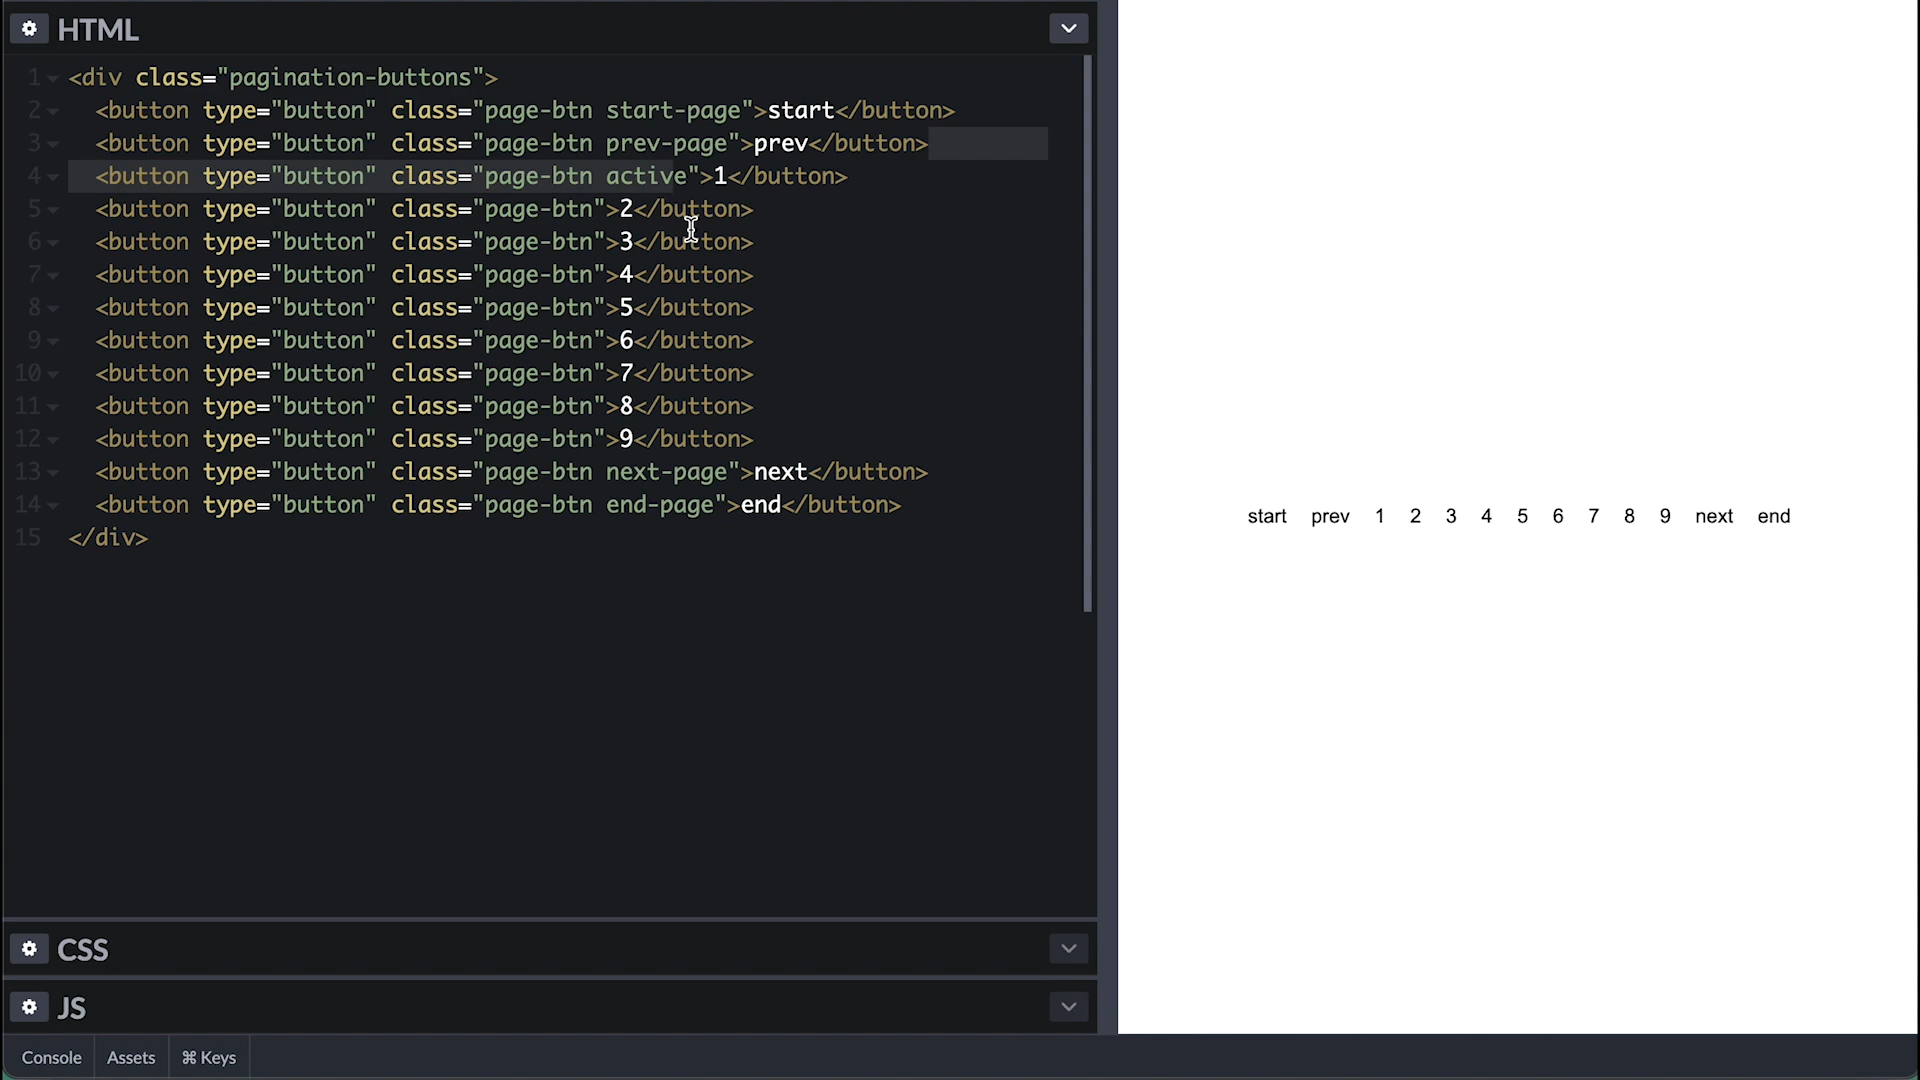 HTML
1 <div class="pagination-buttons">
2 <button type="button" class="page-btn start-page">start</button>
3 <button type="button" class="page-btn prev-page">prev</button>
4 <button type="button" class="page-btn active">1</button>
5 <button type="button" class="page-btn">2</button>
6 <button type="button" class="page-btn">3</button>
7 <button type="button" class="page-btn">4</button>
8 <button type="button" class="page-btn">5</button>
9 <button type="button" class="page-btn">6</button>
10 <button type="button" class="page-btn">7</button>
11 <button type="button" class="page-btn">8</button>
12 <button type="button" class="page-btn">9</button>
13 <button type="button" class="page-btn next-page">next</button>
14 <button type="button" class="page-btn end-page">end</button>
15 </div>
CSS
JS
Console Assets ⌘ Keys
start prev 1 2 3 4 5 6 7 8 9 next end